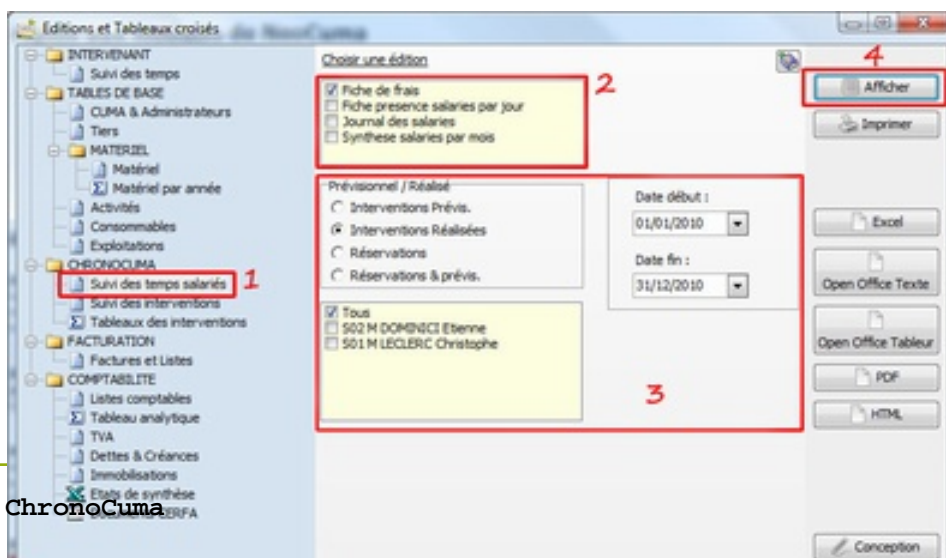 Editions et Tableaux croisés
INTERVENANT
Suivi des temps
TABLES DE BASE
CUMA & Administrateurs
Tiers
MATERIEL
Matériel
Matériel par année
Activités
Consommables
Exploitations
CHRONOCUMA
Suivi des temps salariés
1
Suivi des interventions
Tableaux des interventions
FACTURATION
Factures et Listes
COMPTABILITE
Listes comptables
Tableau analytique
TVA
Dettes & Créances
Immobilisations
Etats de synthèse
ChronoCuma
CERFA
Choisir une édition
Fiche de frais
Fiche presence salaries par jour
Journal des salaries
Synthese salaries par mois
2
Prévisionnel / Réalisé
Interventions Prévis.
Interventions Réalisées
Réservations
Réservations & prévis.
Date début :
01/01/2010
Date fin :
31/12/2010
Tous
S02 M DOMINICI Etienne
S01 M LECLERC Christophe
3
4
Afficher
Imprimer
Excel
Open Office Texte
Open Office Tableur
PDF
HTML
Conception